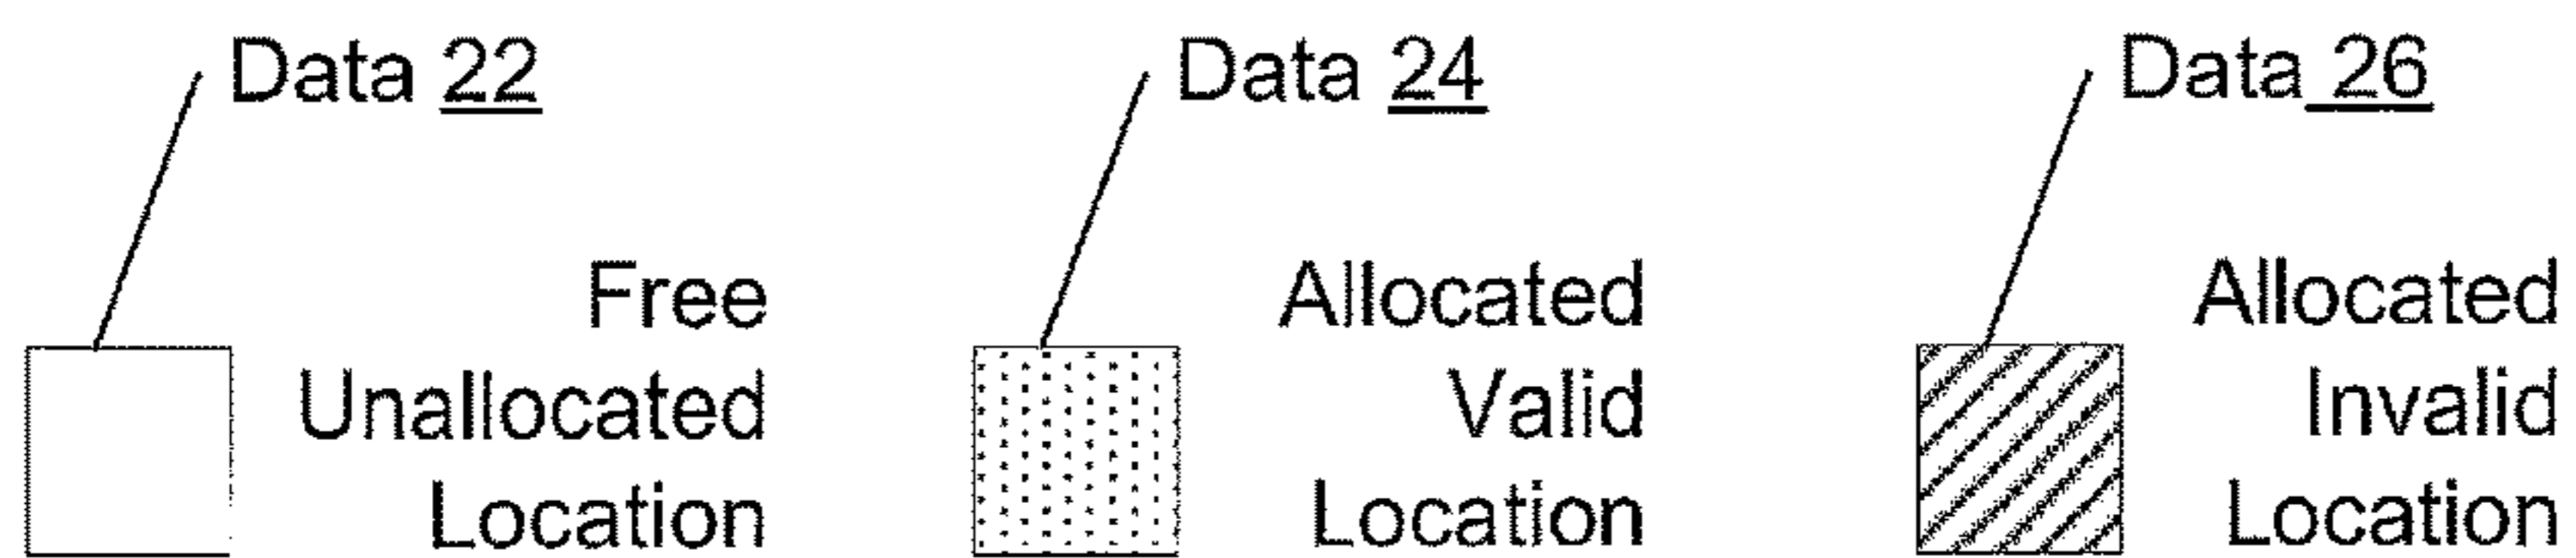 Data 22
Free
Unallocated
Location
Data 24
Allocated
Valid
Location
Data 26
Allocated
Invalid
Location